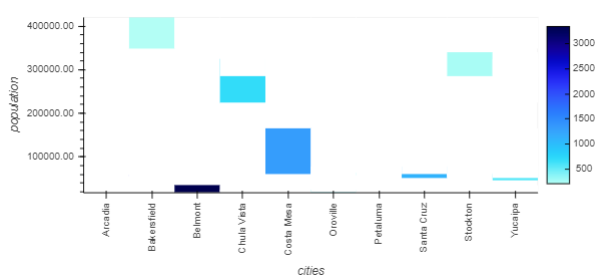 400000.00
300000.00
200000.00
100000.00
population
Arcadia
Bakersfield
Belmont
Chula Vista
Costa Mesa
Oroville
Petaluma
Santa Cruz
Stockton
Yucaipa
cities
3000
2500
2000
1500
1000
500